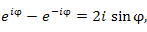 e^{iφ} − e^{−iφ} = 2i sin φ,